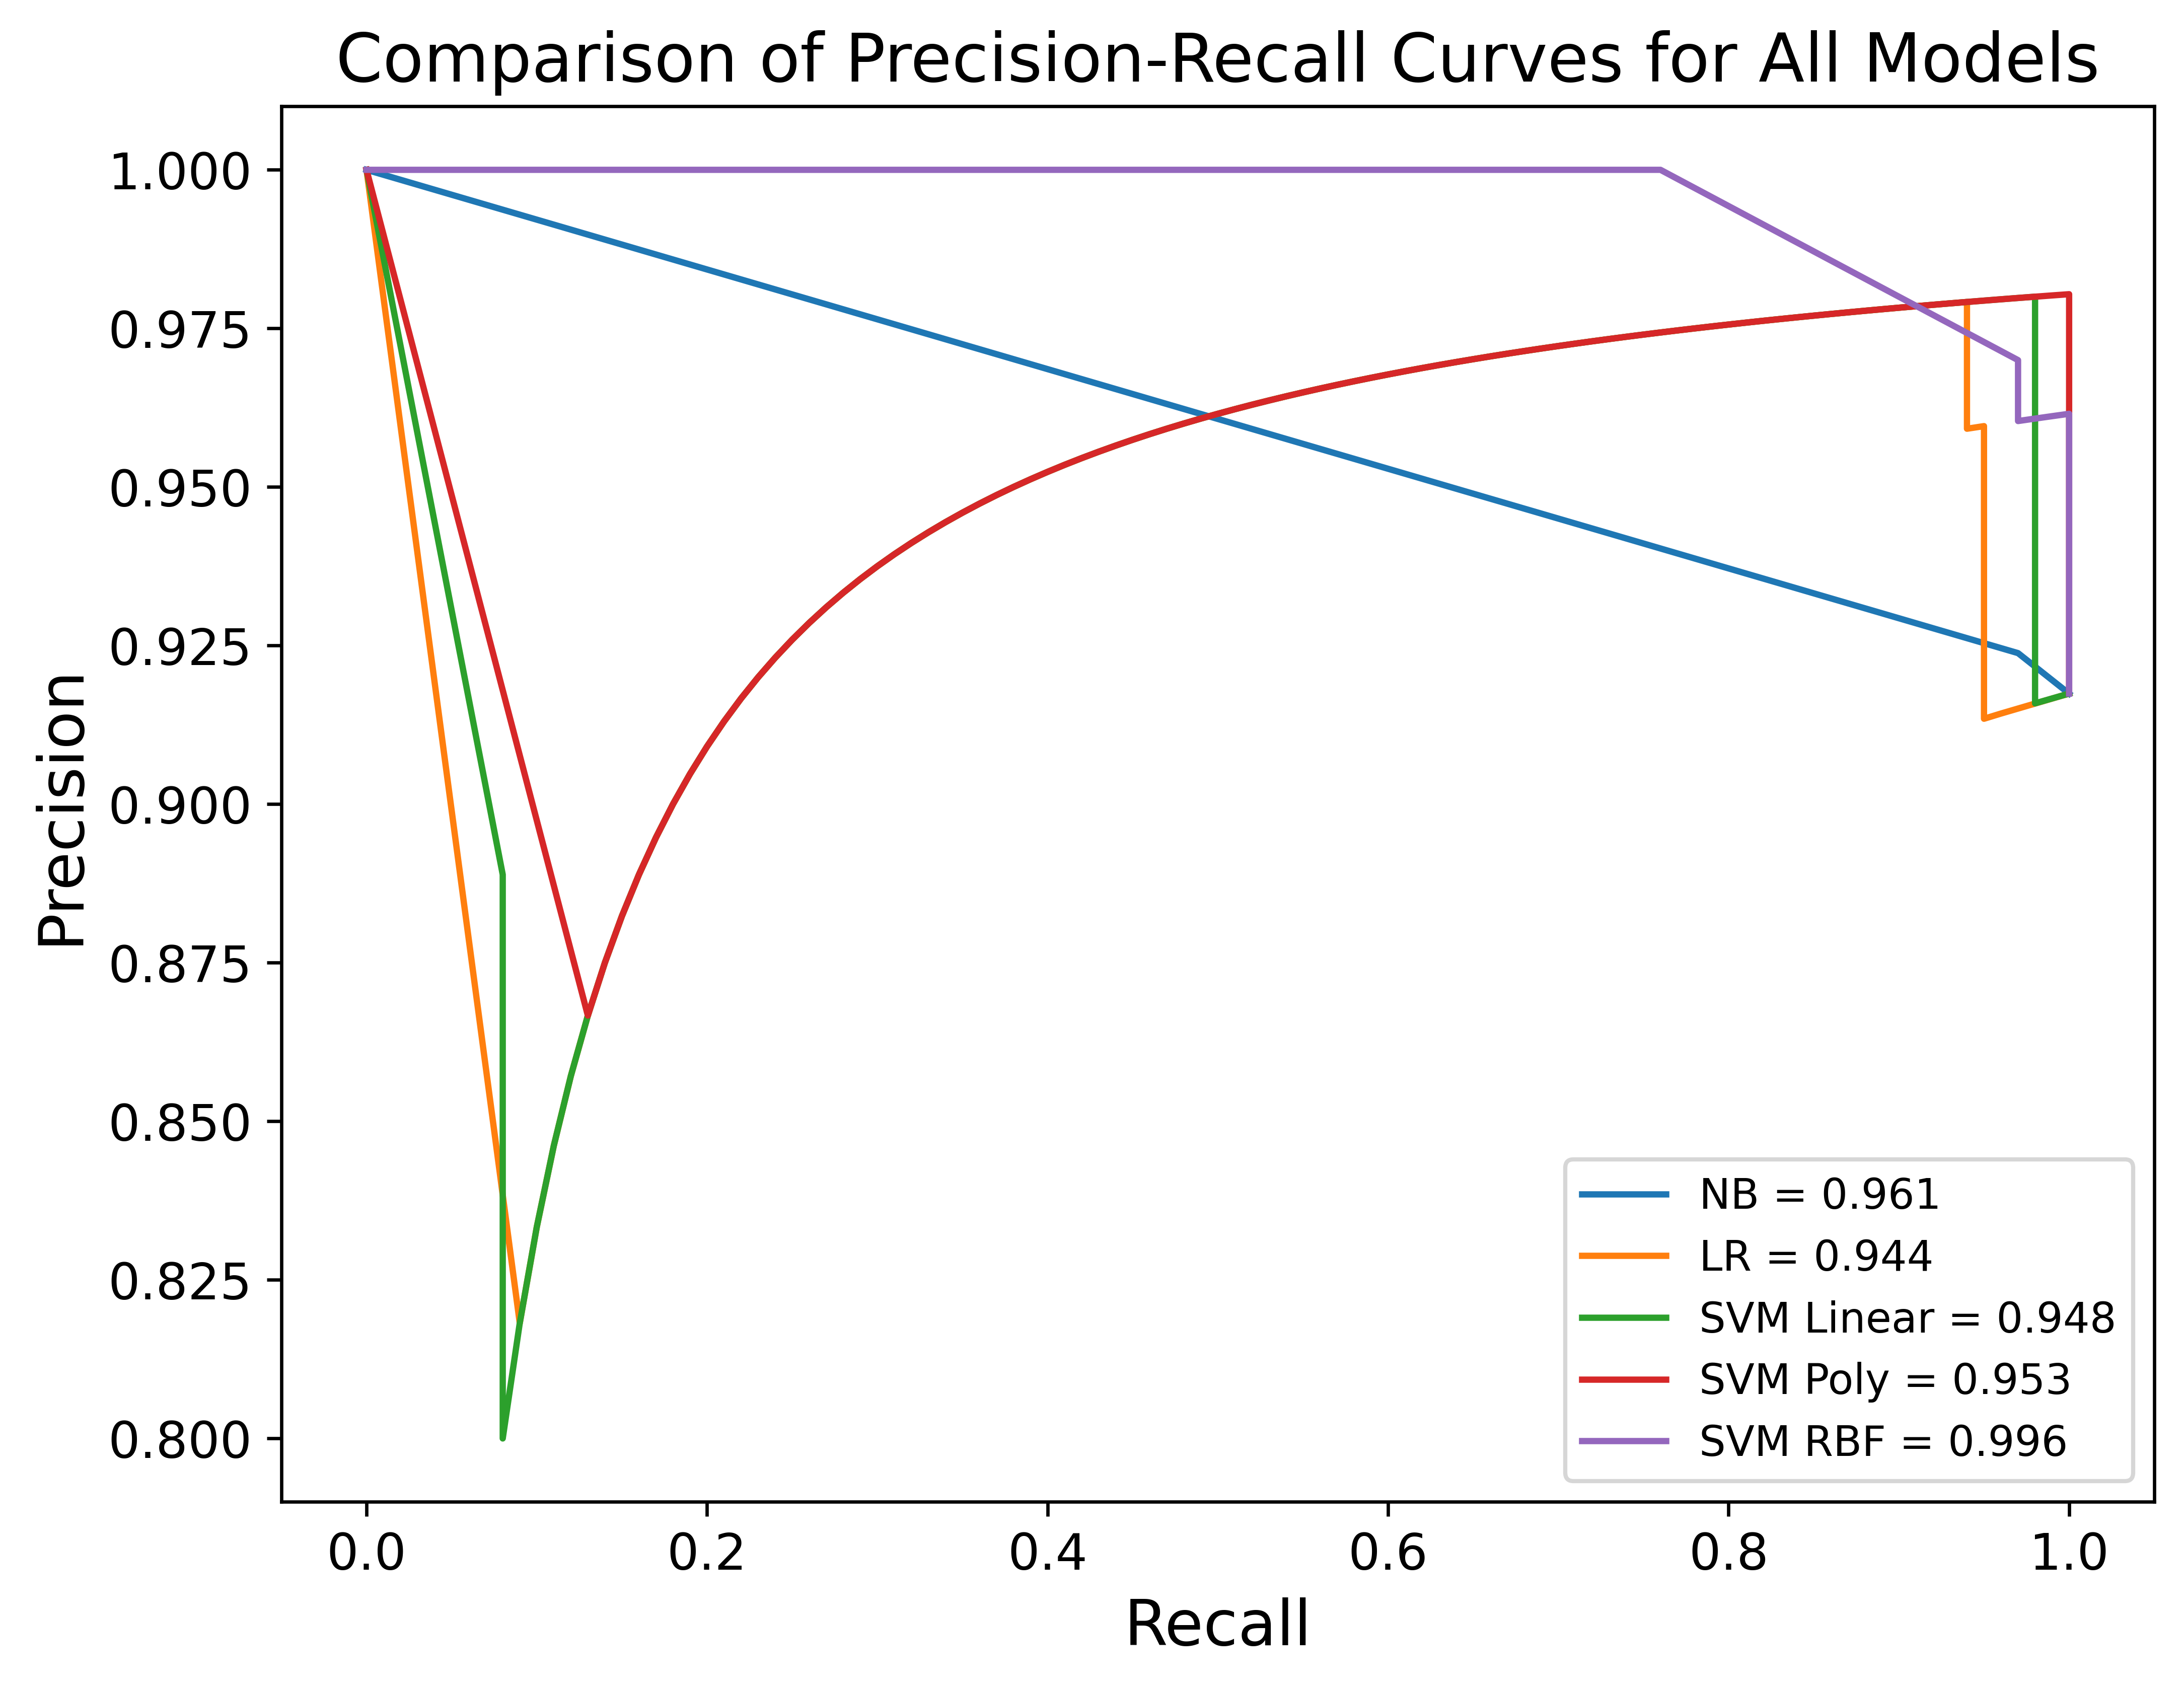 Comparison of Precision-Recall Curves for All Models
1.000
0.975
0.950
0.925
0.900
0.875
0.850
0.825
0.800
Precision
0.0 0.2 0.4 0.6 0.8 1.0
Recall
NB = 0.961
LR = 0.944
SVM Linear = 0.948
SVM Poly = 0.953
SVM RBF = 0.996